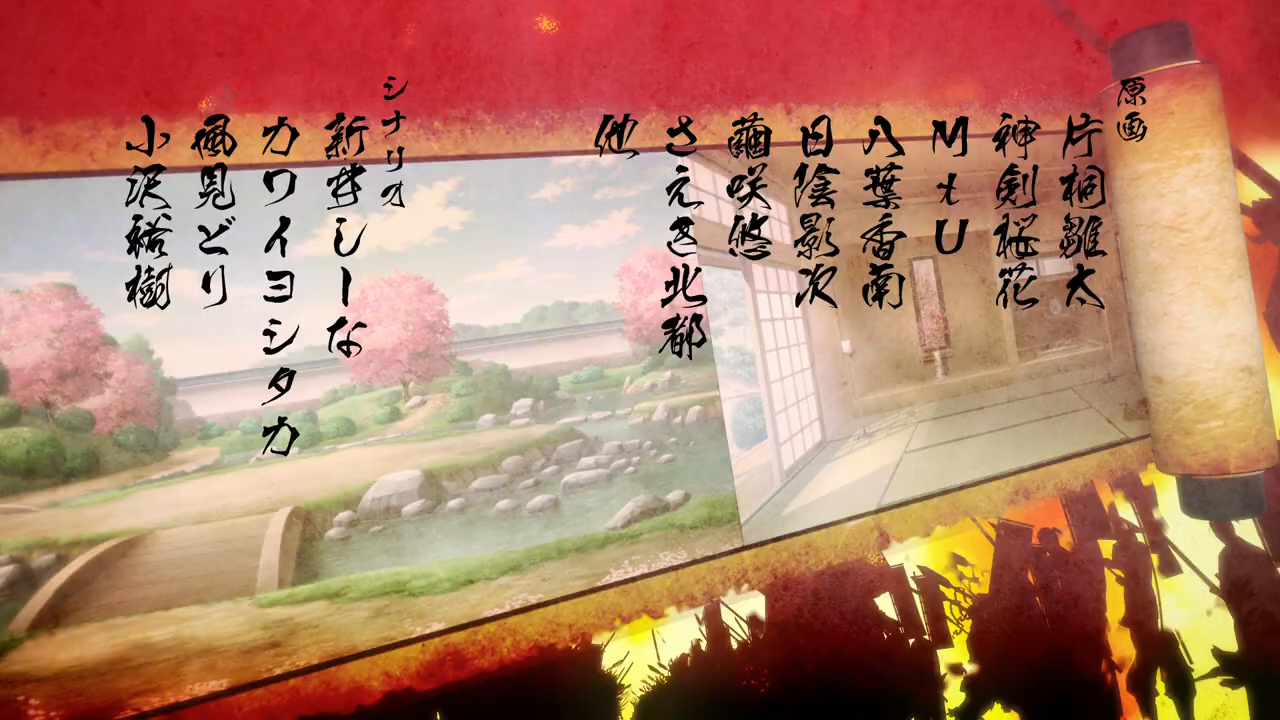 原画
片桐雛太
神剣桜花
MtU
八葉香南
日陰影次
繭咲悠
さえき北都
他
シナリオ
新井しーな
カワイヨシタカ
風見どり
小沢裕樹